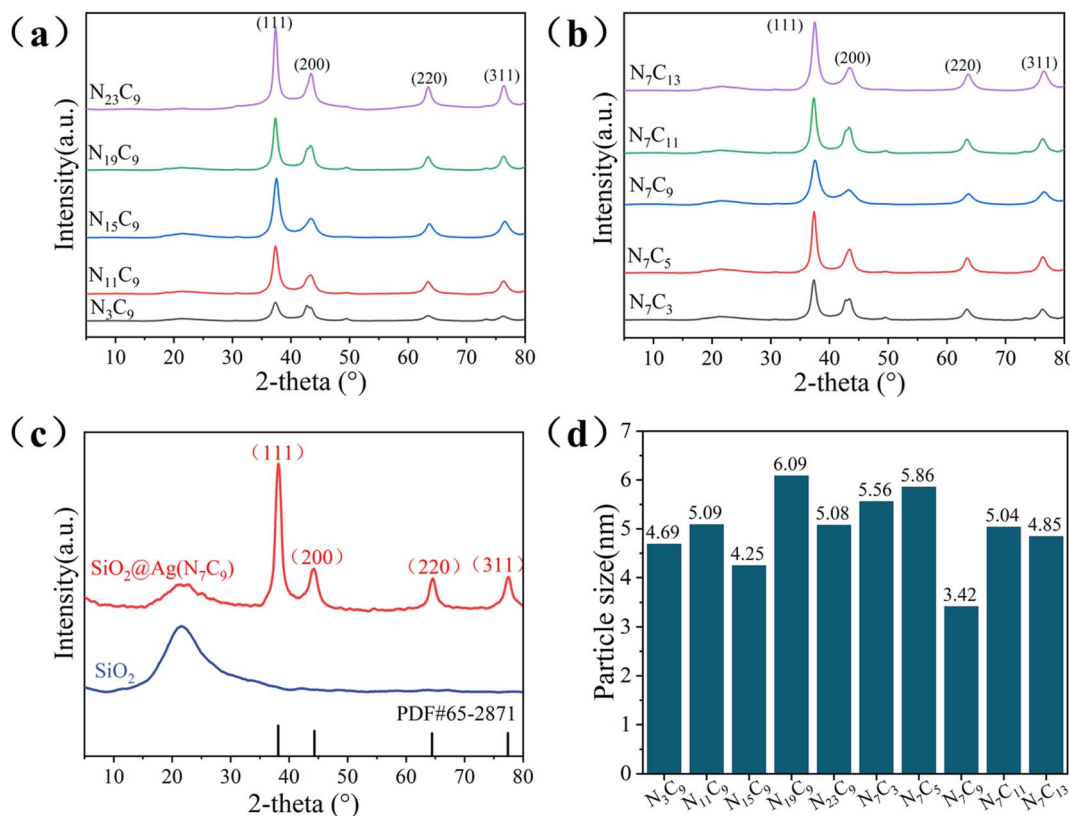 (a)
(111)
(200)
(220)
(311)
N₂₃C₉
N₁₉C₉
N₁₅C₉
N₁₁C₉
N₃C₉
Intensity(a.u.)
10 20 30 40 50 60 70 80
2-theta (°)
(b)
(111)
(200)
(220)
(311)
N₇C₁₃
N₇C₁₁
N₇C₉
N₇C₅
N₇C₃
Intensity(a.u.)
10 20 30 40 50 60 70 80
2-theta (°)
(c)
(111)
(200)
(220)
(311)
SiO₂@Ag(N₇C₉)
SiO₂
PDF#65-2871
Intensity(a.u.)
10 20 30 40 50 60 70 80
2-theta (°)
(d)
7
6
5
4
3
2
1
0
Particle size(nm)
4.69 5.09 4.25 6.09 5.08 5.56 5.86 3.42 5.04 4.85
N₃C₉ N₁₁C₉ N₁₅C₉ N₁₉C₉ N₂₃C₉ N₇C₃ N₇C₅ N₇C₉ N₇C₁₁ N₇C₁₃